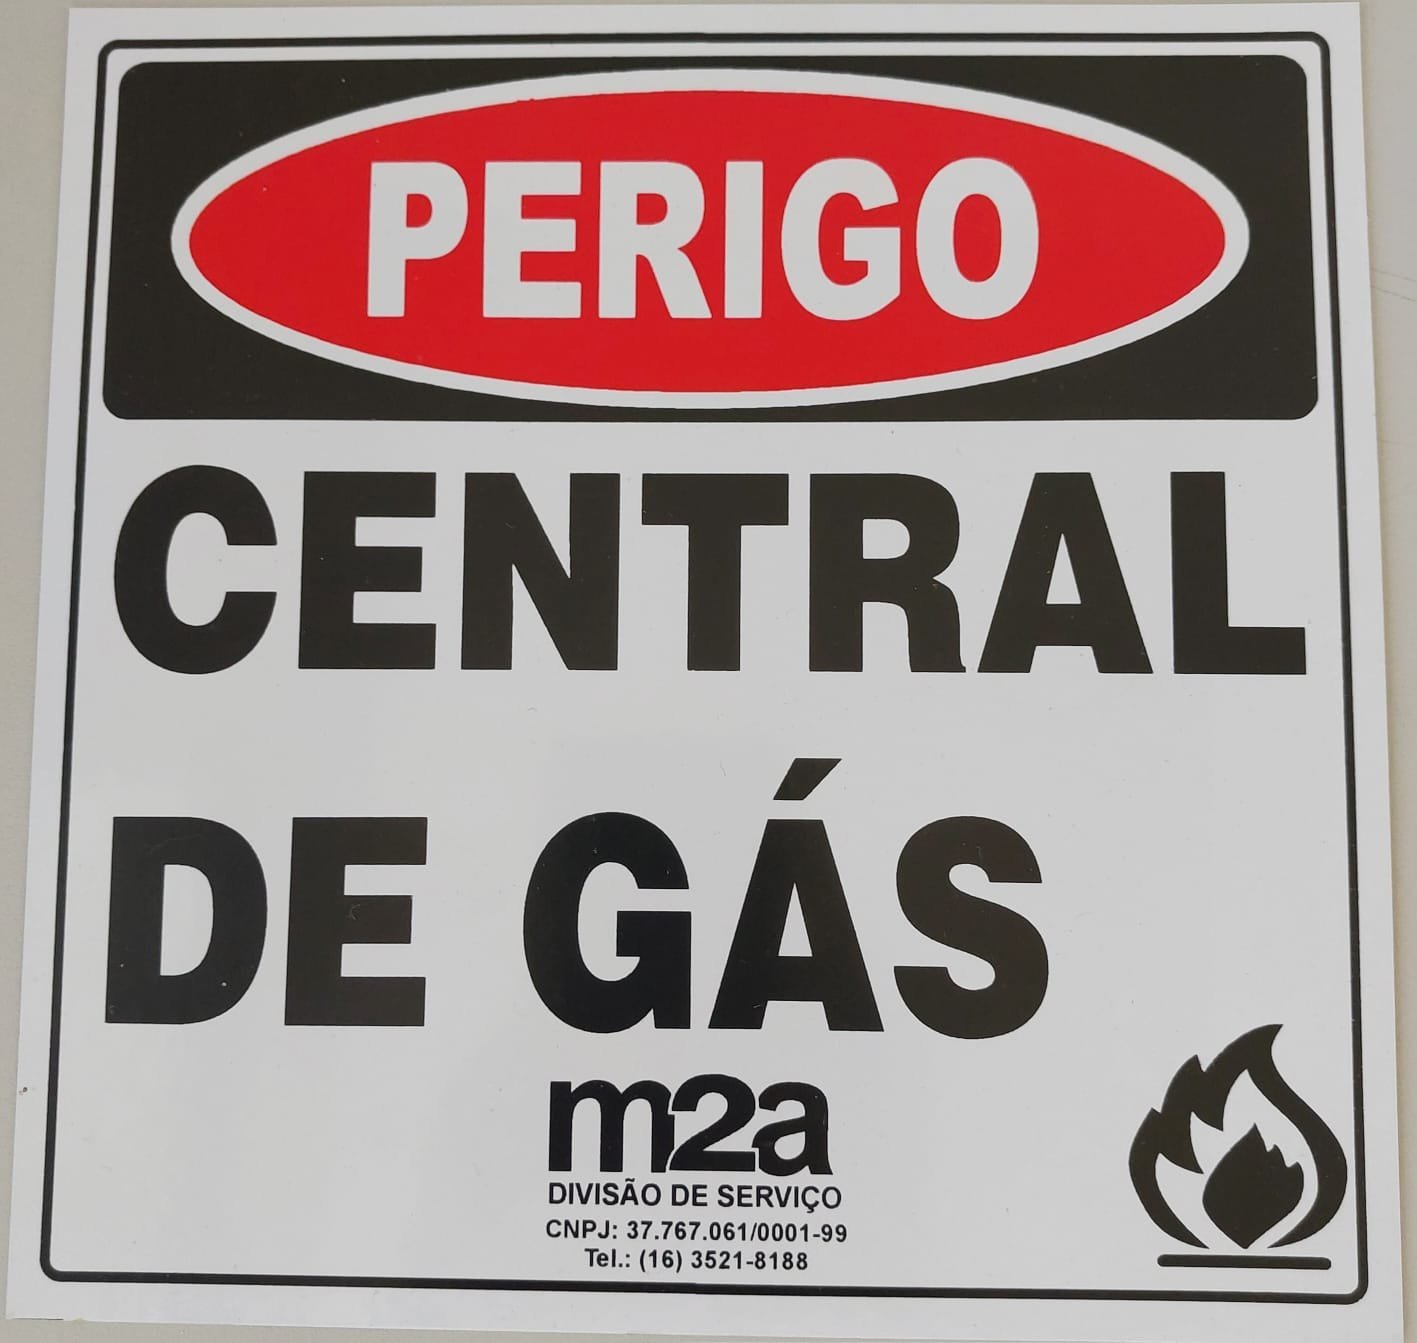 PERIGO
CENTRAL
DE GÁS
m2a
DIVISÃO DE SERVIÇO
CNPJ: 37.767.061/0001-99
Tel.: (16) 3521-8188